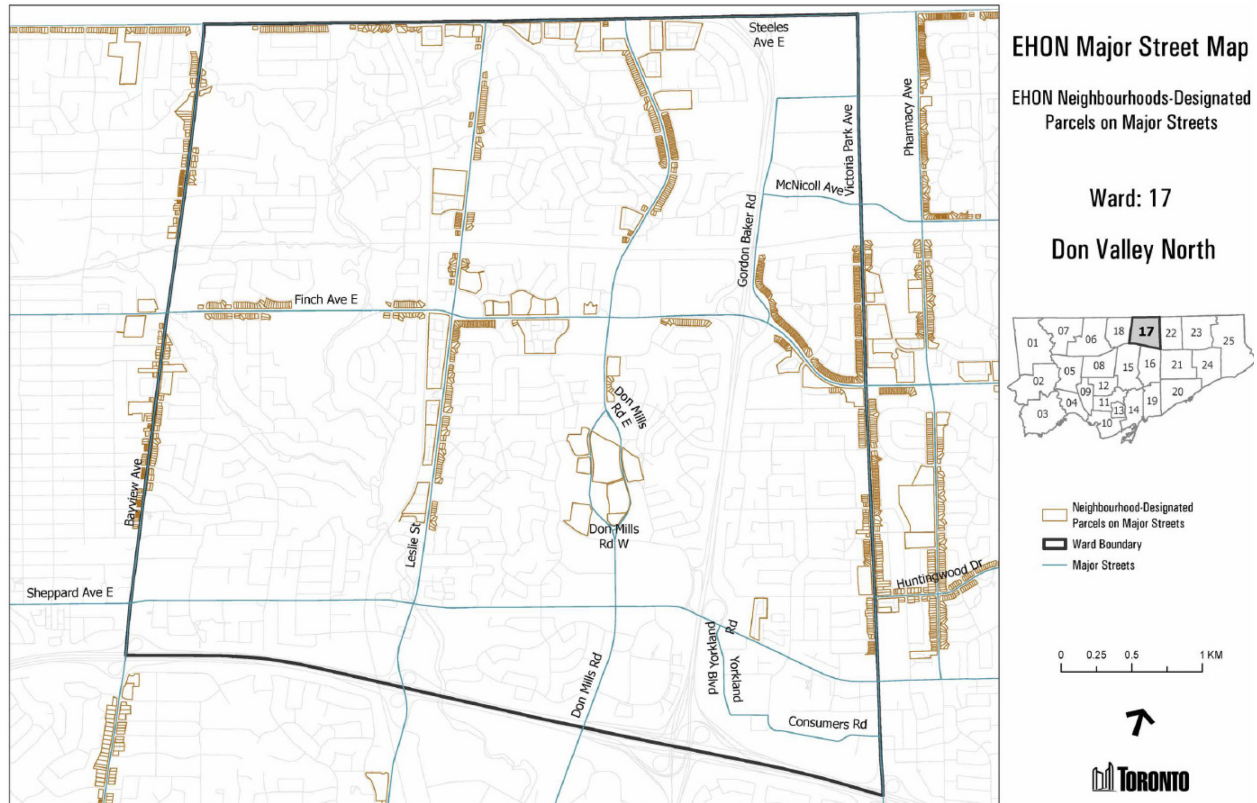 Steeles
Ave E
Pharmacy Ave
Victoria Park Ave
McNicoll Ave
Gordon Baker Rd
Finch Ave E
Don Mills
Rd E
Bayview Ave
Leslie St
Don Mills
Rd W
Huntingwood Dr
Sheppard Ave E
Yorkland
Rd
Yorkland Blvd
Don Mills Rd
Consumers Rd
EHON Major Street Map
EHON Neighbourhoods-Designated
Parcels on Major Streets
Ward: 17
Don Valley North
01
07
06
18
17
22
23
25
05
08
15
16
21
24
02
09
12
03
04
11
13
10
14
19
20
Neighbourhood-Designated
Parcels on Major Streets
Ward Boundary
Major Streets
0 0.25 0.5 1 KM
TORONTO